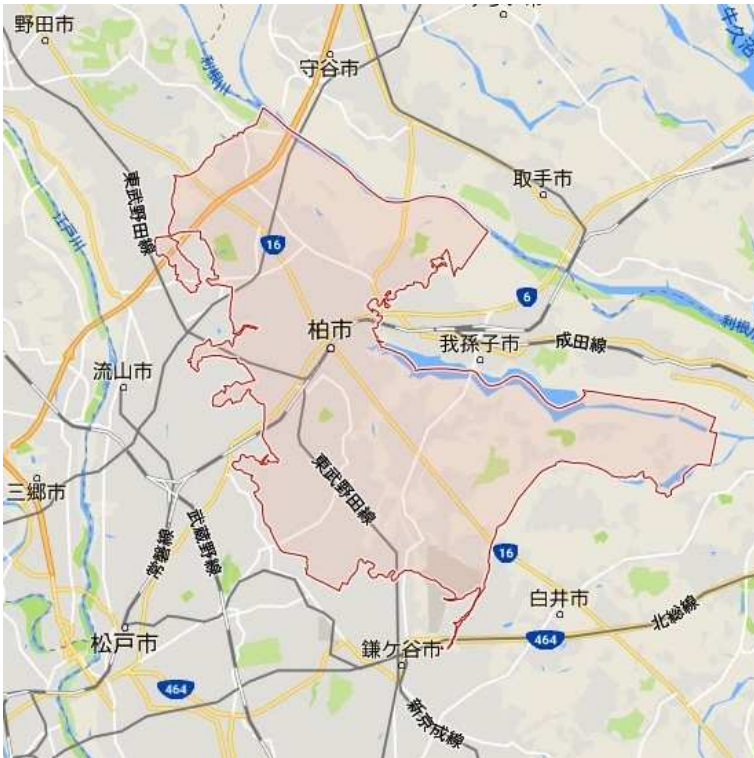 野田市
守谷市
利根川
牛久沼
取手市
東武野田線
江戸川
16
6
柏市
我孫子市
成田線
流山市
三郷市
東武野田線
武蔵野線
常磐線
16
白井市
北総線
464
松戸市
鎌ケ谷市
464
新京成線